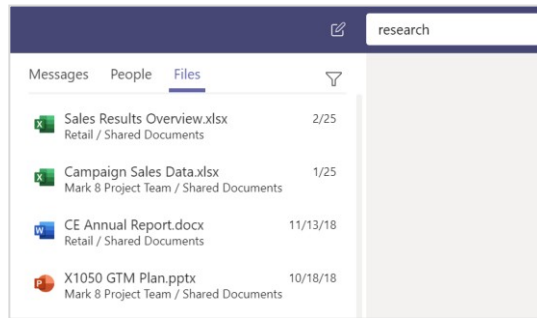 research
Messages People Files
Sales Results Overview.xlsx 2/25
Retail / Shared Documents
Campaign Sales Data.xlsx 1/25
Mark 8 Project Team / Shared Documents
CE Annual Report.docx 11/13/18
Retail / Shared Documents
X1050 GTM Plan.pptx 10/18/18
Mark 8 Project Team / Shared Documents